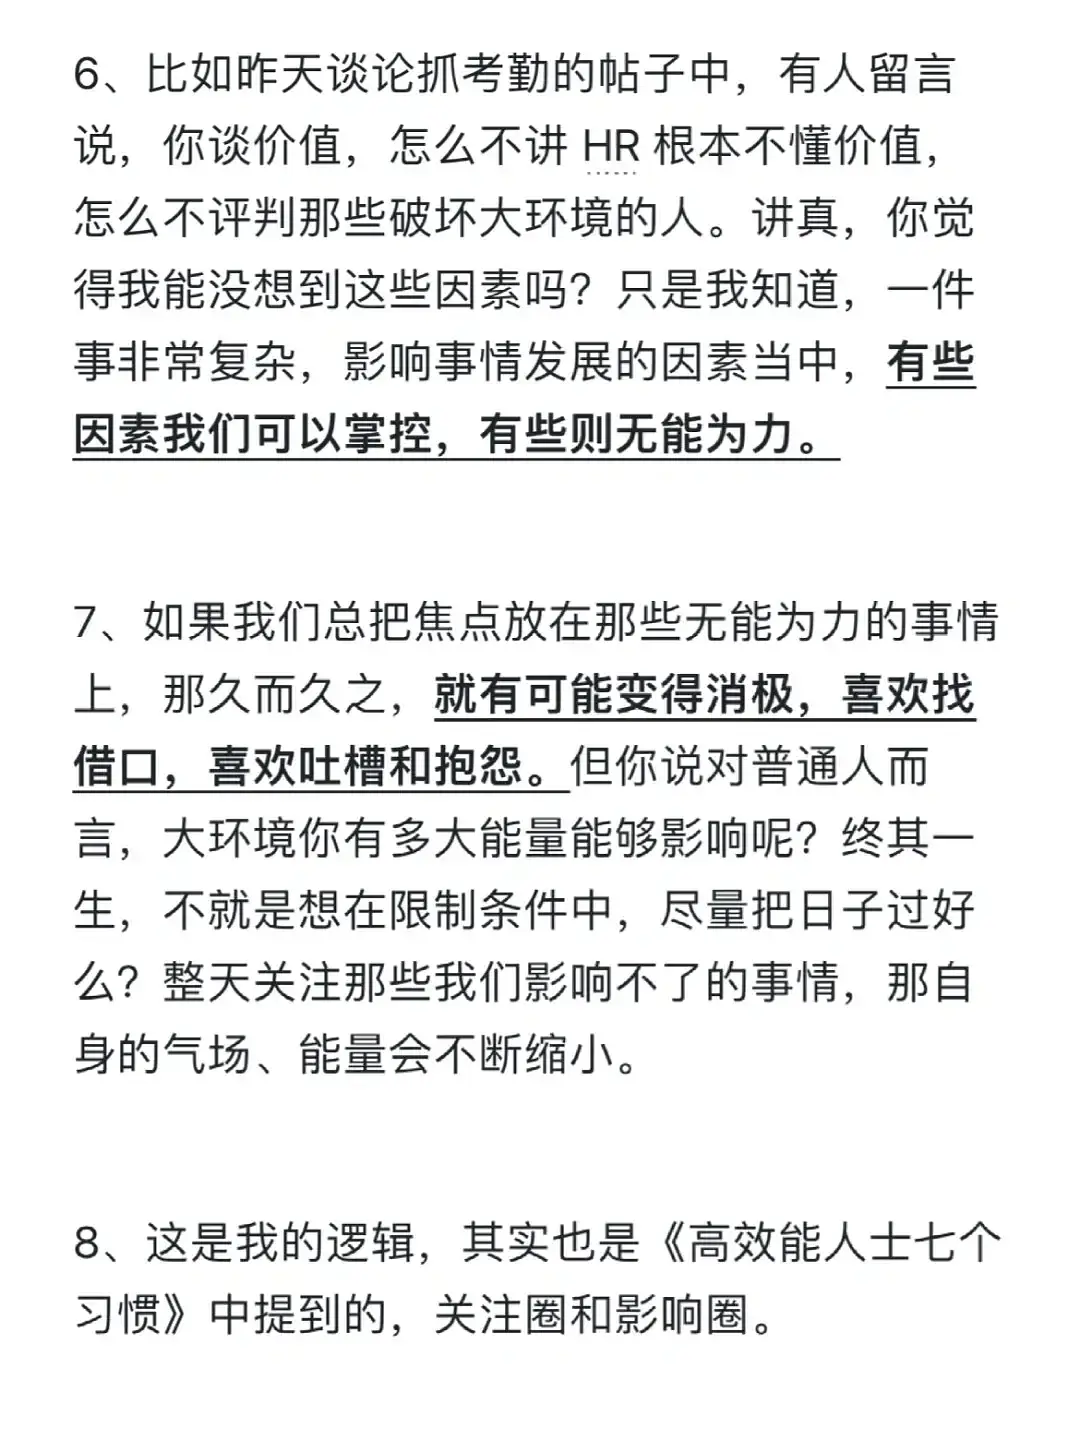 6、比如昨天谈论抓考勤的帖子中，有人留言
说，你谈价值，怎么不讲 HR 根本不懂价值，
怎么不评判那些破坏大环境的人。讲真，你觉
得我能没想到这些因素吗？只是我知道，一件
事非常复杂，影响事情发展的因素当中，有些
因素我们可以掌控，有些则无能为力。
7、如果我们总把焦点放在那些无能为力的事情
上，那久而久之，就有可能变得消极，喜欢找
借口，喜欢吐槽和抱怨。但你说对普通人而
言，大环境你有多大能量能够影响呢？终其一
生，不就是想在限制条件中，尽量把日子过好
么？整天关注那些我们影响不了的事情，那自
身的气场、能量会不断缩小。
8、这是我的逻辑，其实也是《高效能人士七个
习惯》中提到的，关注圈和影响圈。